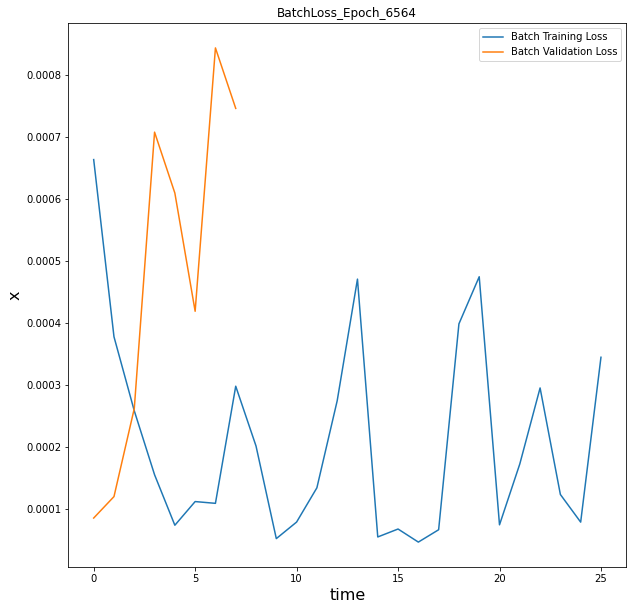 BatchLoss_Epoch_6564
Batch Training Loss
Batch Validation Loss
0.0008
0.0007
0.0006
0.0005
0.0004
0.0003
0.0002
0.0001
x
0 5 10 15 20 25
time